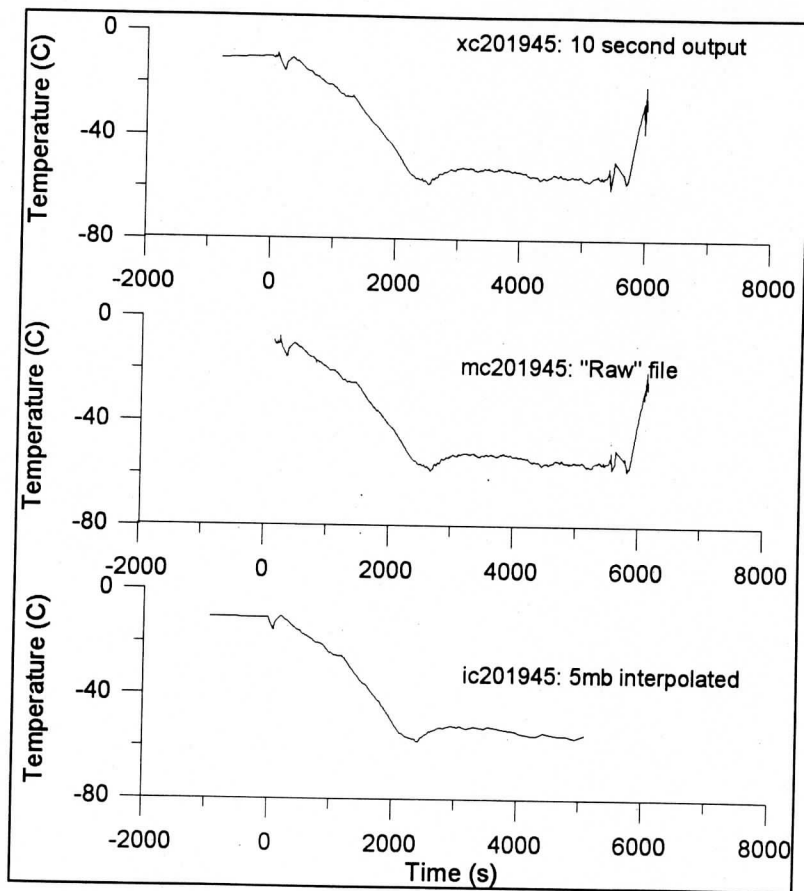 xc201945: 10 second output
Temperature (C)
0
-40
-80
-2000 0 2000 4000 6000 8000
mc201945: "Raw" file
Temperature (C)
0
-40
-80
-2000 0 2000 4000 6000 8000
ic201945: 5mb interpolated
Temperature (C)
0
-40
-80
-2000 0 2000 4000 6000 8000
Time (s)